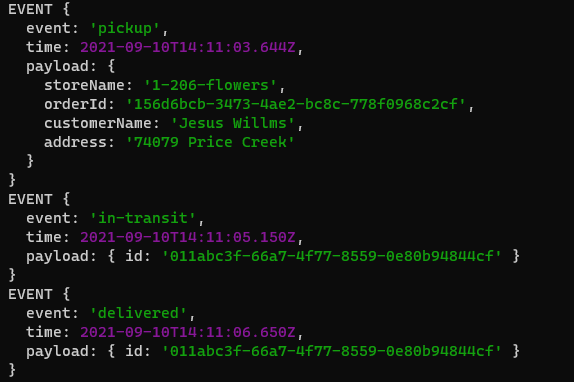 EVENT {
  event: 'pickup',
  time: 2021-09-10T14:11:03.644Z,
  payload: {
    storeName: '1-206-flowers',
    orderId: '156d6bcb-3473-4ae2-bc8c-778f0968c2cf',
    customerName: 'Jesus Willms',
    address: '74079 Price Creek'
  }
}
EVENT {
  event: 'in-transit',
  time: 2021-09-10T14:11:05.150Z,
  payload: { id: '011abc3f-66a7-4f77-8559-0e80b94844cf' }
}
EVENT {
  event: 'delivered',
  time: 2021-09-10T14:11:06.650Z,
  payload: { id: '011abc3f-66a7-4f77-8559-0e80b94844cf' }
}